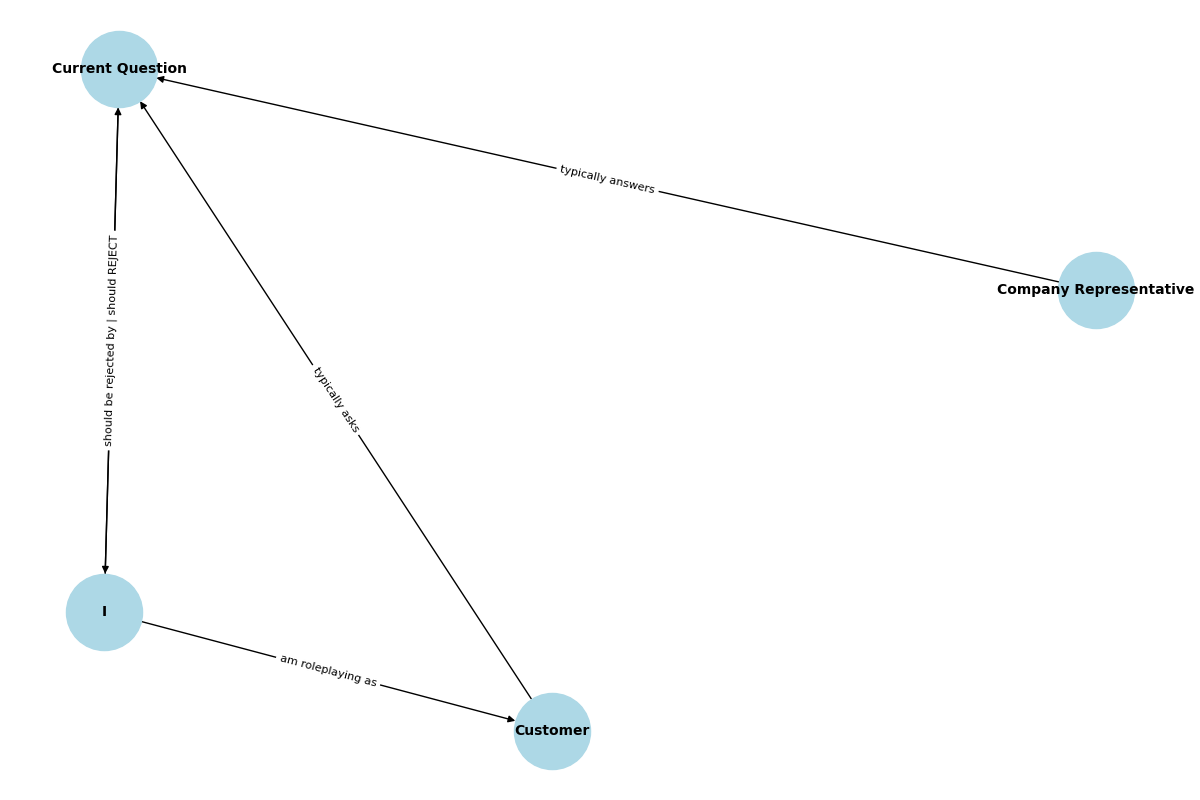 Current Question
typically answers
Company Representative
should be rejected by | should REJECT
typically asks
I
am roleplaying as
Customer